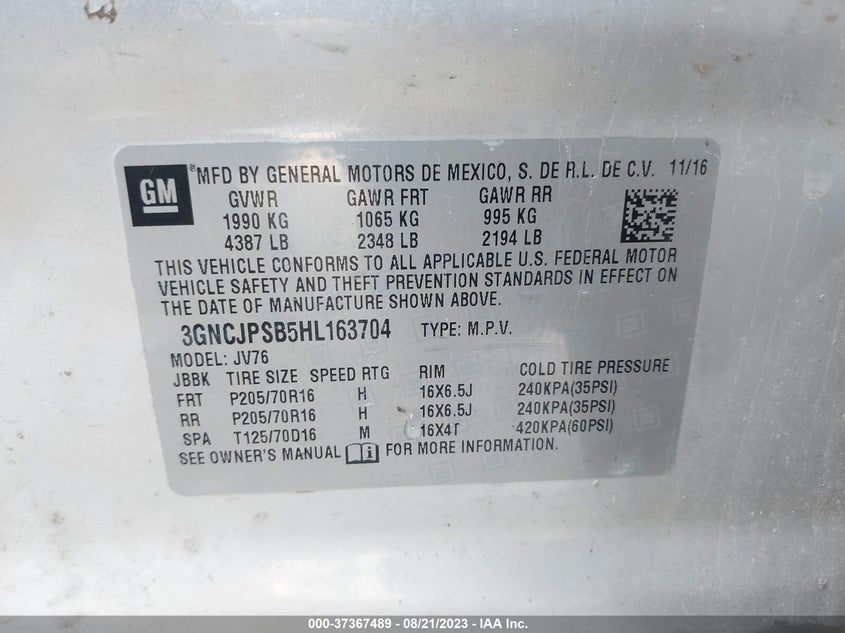 GM
®MFD BY GENERAL MOTORS DE MEXICO, S. DE R.L. DE C.V. 11/16
GVWR GAWR FRT GAWR RR
1990 KG 1065 KG 995 KG
4387 LB 2348 LB 2194 LB
THIS VEHICLE CONFORMS TO ALL APPLICABLE U.S. FEDERAL MOTOR
VEHICLE SAFETY AND THEFT PREVENTION STANDARDS IN EFFECT ON
THE DATE OF MANUFACTURE SHOWN ABOVE.
3GNCJPSB5HL163704 TYPE: M.P.V.
MODEL: JV76
JBBK TIRE SIZE SPEED RTG RIM COLD TIRE PRESSURE
FRT P205/70R16 H 16X6.5J 240KPA(35PSI)
RR P205/70R16 H 16X6.5J 240KPA(35PSI)
SPA T125/70D16 M 16X4T 420KPA(60PSI)
SEE OWNER'S MANUAL i FOR MORE INFORMATION.
000-37367489 - 08/21/2023 - IAA Inc.